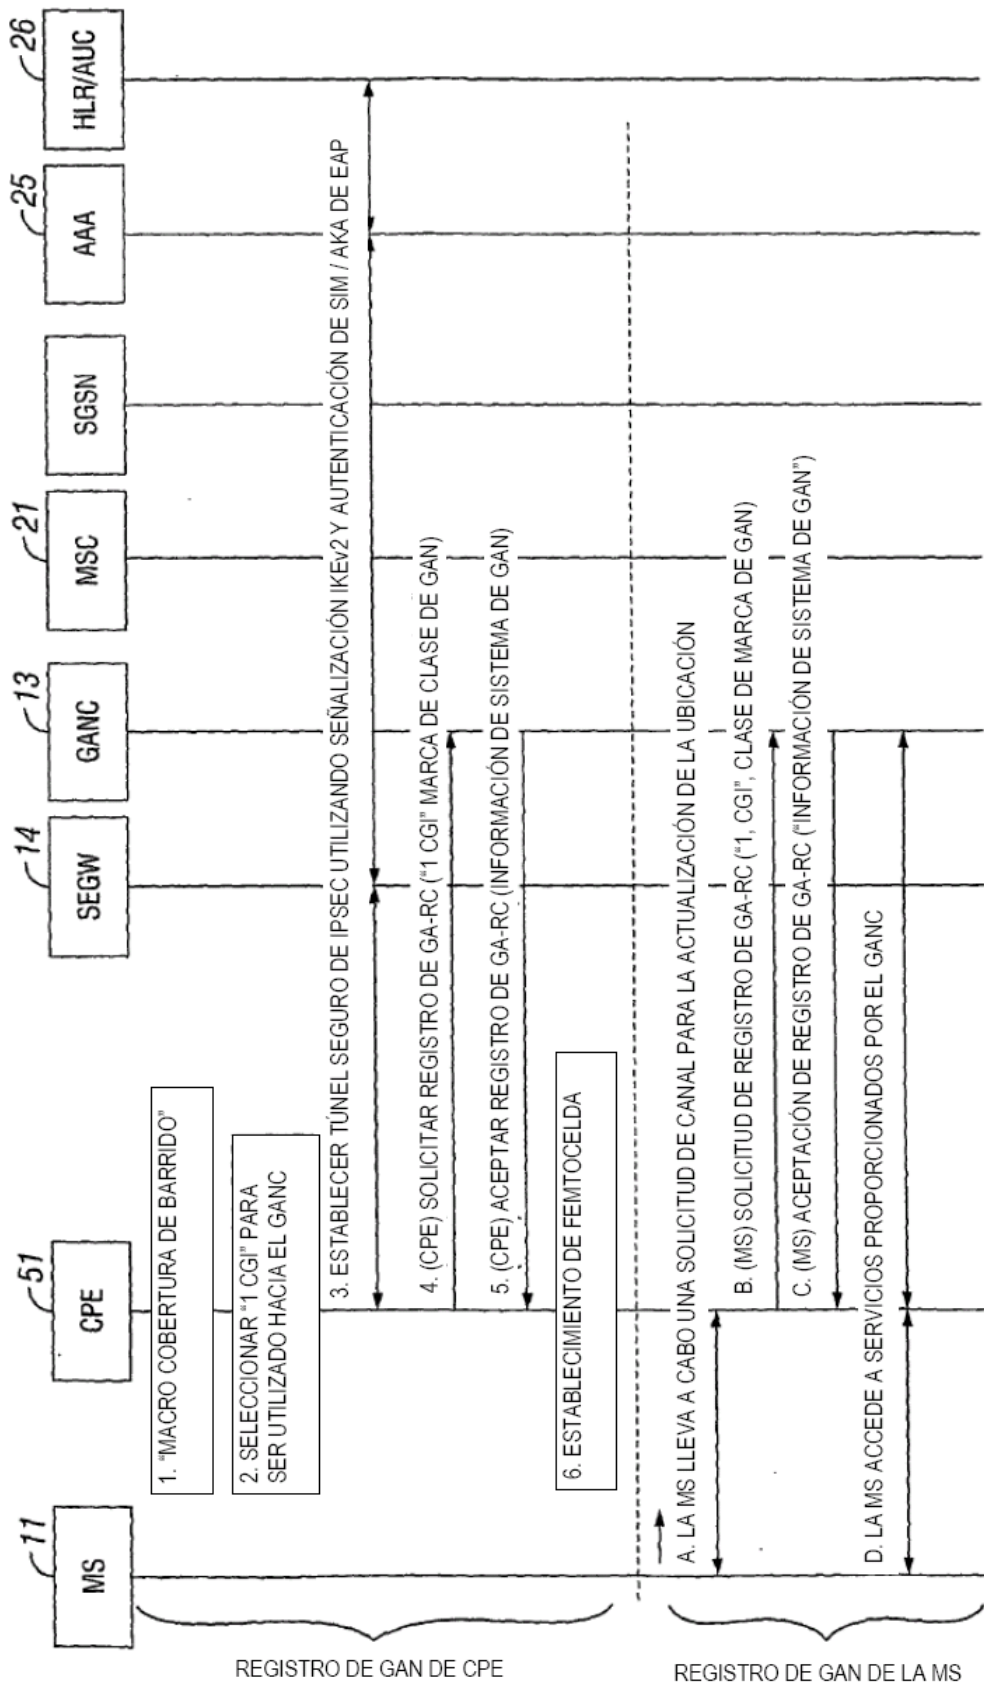 11
MS
51
CPE
14
SEGW
13
GANC
21
MSC
SGSN
25
AAA
26
HLR/AUC
1. "MACRO COBERTURA DE BARRIDO"
2. SELECCIONAR "1 CGI" PARA
SER UTILIZADO HACIA EL GANC
3. ESTABLECER TÚNEL SEGURO DE IPSEC UTILIZANDO SEÑALIZACIÓN IKEv2 Y AUTENTICACIÓN DE SIM / AKA DE EAP
4. (CPE) SOLICITAR REGISTRO DE GA-RC ("1 CGI" MARCA DE CLASE DE GAN)
5. (CPE) ACEPTAR REGISTRO DE GA-RC (INFORMACIÓN DE SISTEMA DE GAN)
6. ESTABLECIMIENTO DE FEMTOCELDA
REGISTRO DE GAN DE CPE
A. LA MS LLEVA A CABO UNA SOLICITUD DE CANAL PARA LA ACTUALIZACIÓN DE LA UBICACIÓN
B. (MS) SOLICITUD DE REGISTRO DE GA-RC ("1, CGI", CLASE DE MARCA DE GAN)
C. (MS) ACEPTACIÓN DE REGISTRO DE GA-RC ("INFORMACIÓN DE SISTEMA DE GAN")
D. LA MS ACCEDE A SERVICIOS PROPORCIONADOS POR EL GANC
REGISTRO DE GAN DE LA MS